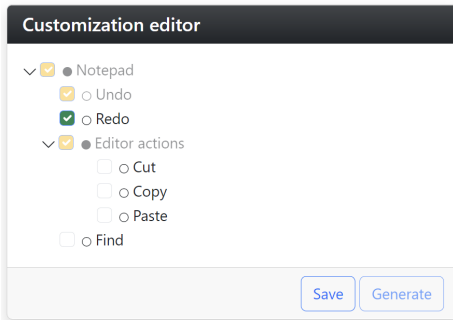 Customization editor
Notepad
Undo
Redo
Editor actions
Cut
Copy
Paste
Find
Save Generate